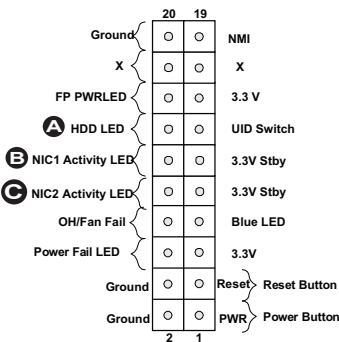 20 19
Ground NMI
X X
FP PWRLED 3.3 V
A HDD LED UID Switch
B NIC1 Activity LED 3.3V Stby
C NIC2 Activity LED 3.3V Stby
OH/Fan Fail Blue LED
Power Fail LED 3.3V
Ground Reset Reset Button
Ground PWR Power Button
2 1